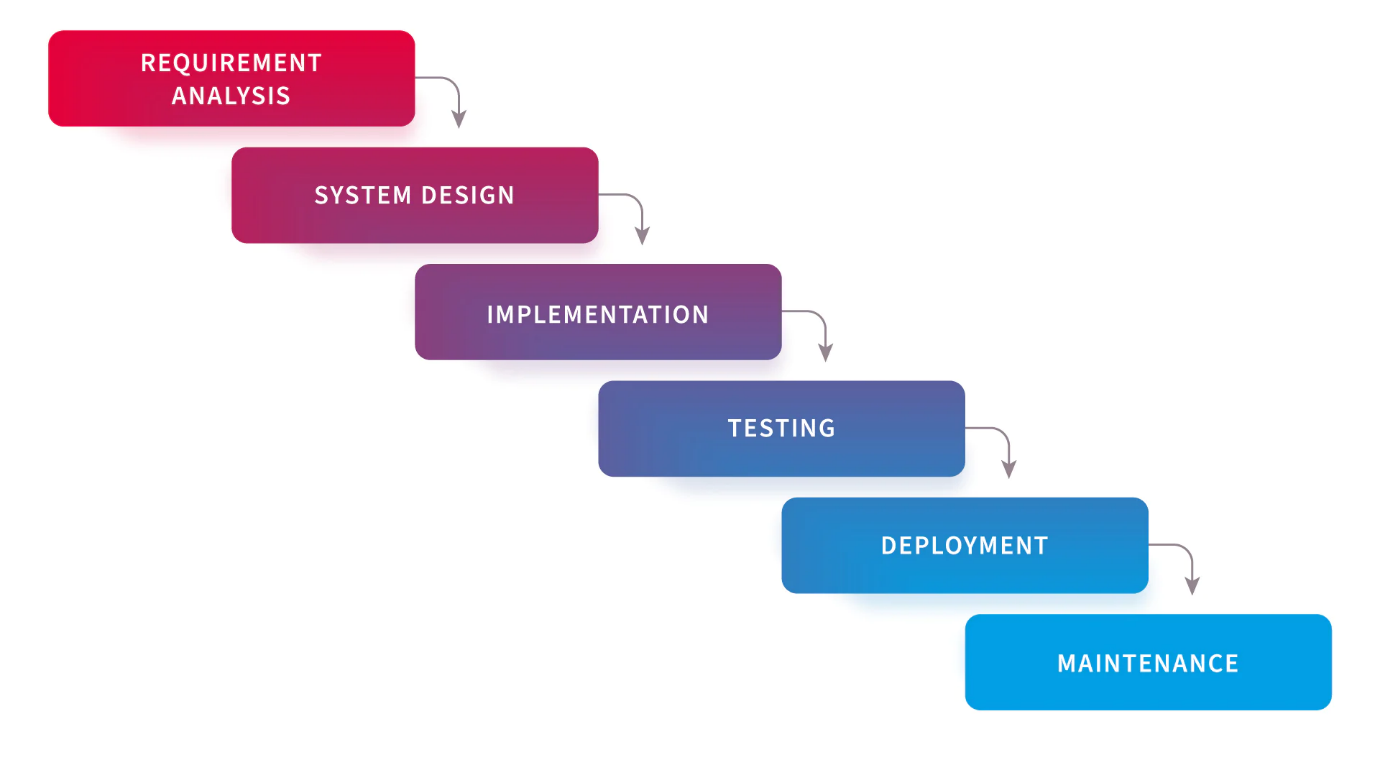 REQUIREMENT
ANALYSIS
SYSTEM DESIGN
IMPLEMENTATION
TESTING
DEPLOYMENT
MAINTENANCE